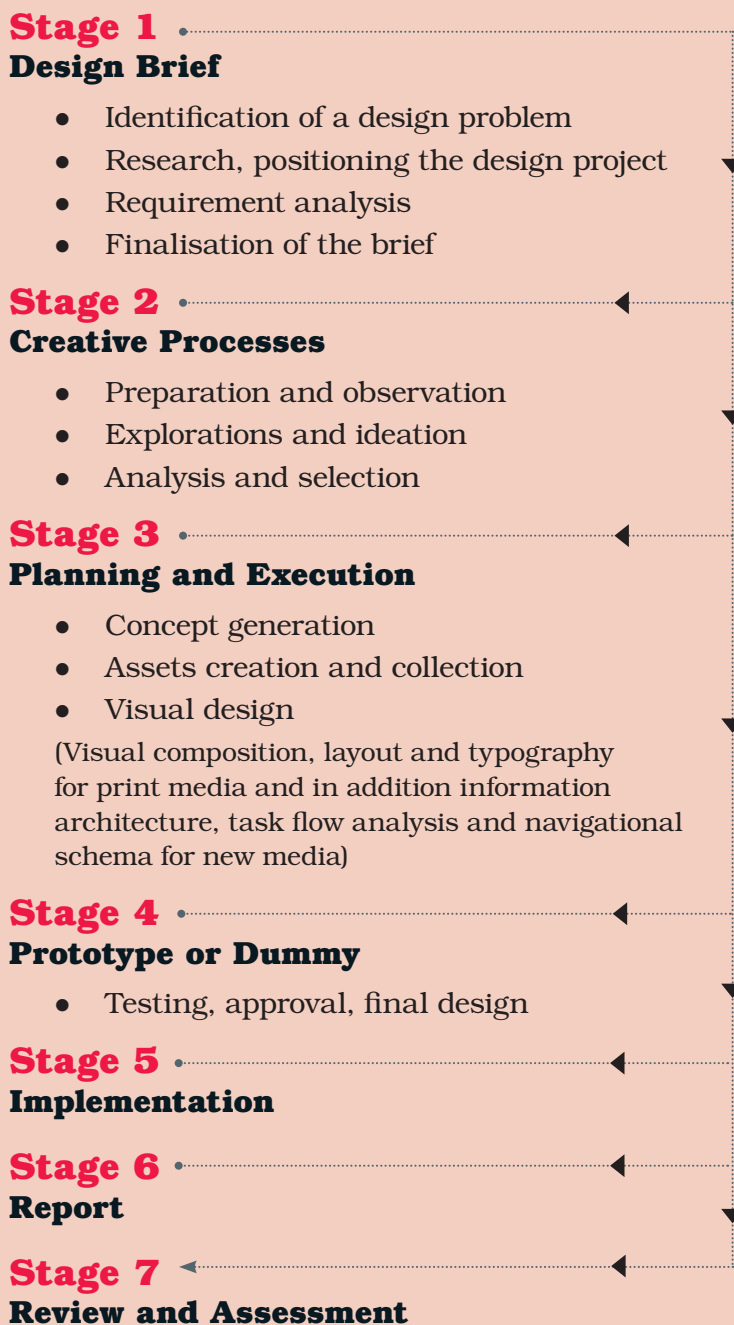 Stage 1
Design Brief
● Identification of a design problem
● Research, positioning the design project
● Requirement analysis
● Finalisation of the brief
Stage 2
Creative Processes
● Preparation and observation
● Explorations and ideation
● Analysis and selection
Stage 3
Planning and Execution
● Concept generation
● Assets creation and collection
● Visual design
(Visual composition, layout and typography
for print media and in addition information
architecture, task flow analysis and navigational
schema for new media)
Stage 4
Prototype or Dummy
● Testing, approval, final design
Stage 5
Implementation
Stage 6
Report
Stage 7
Review and Assessment